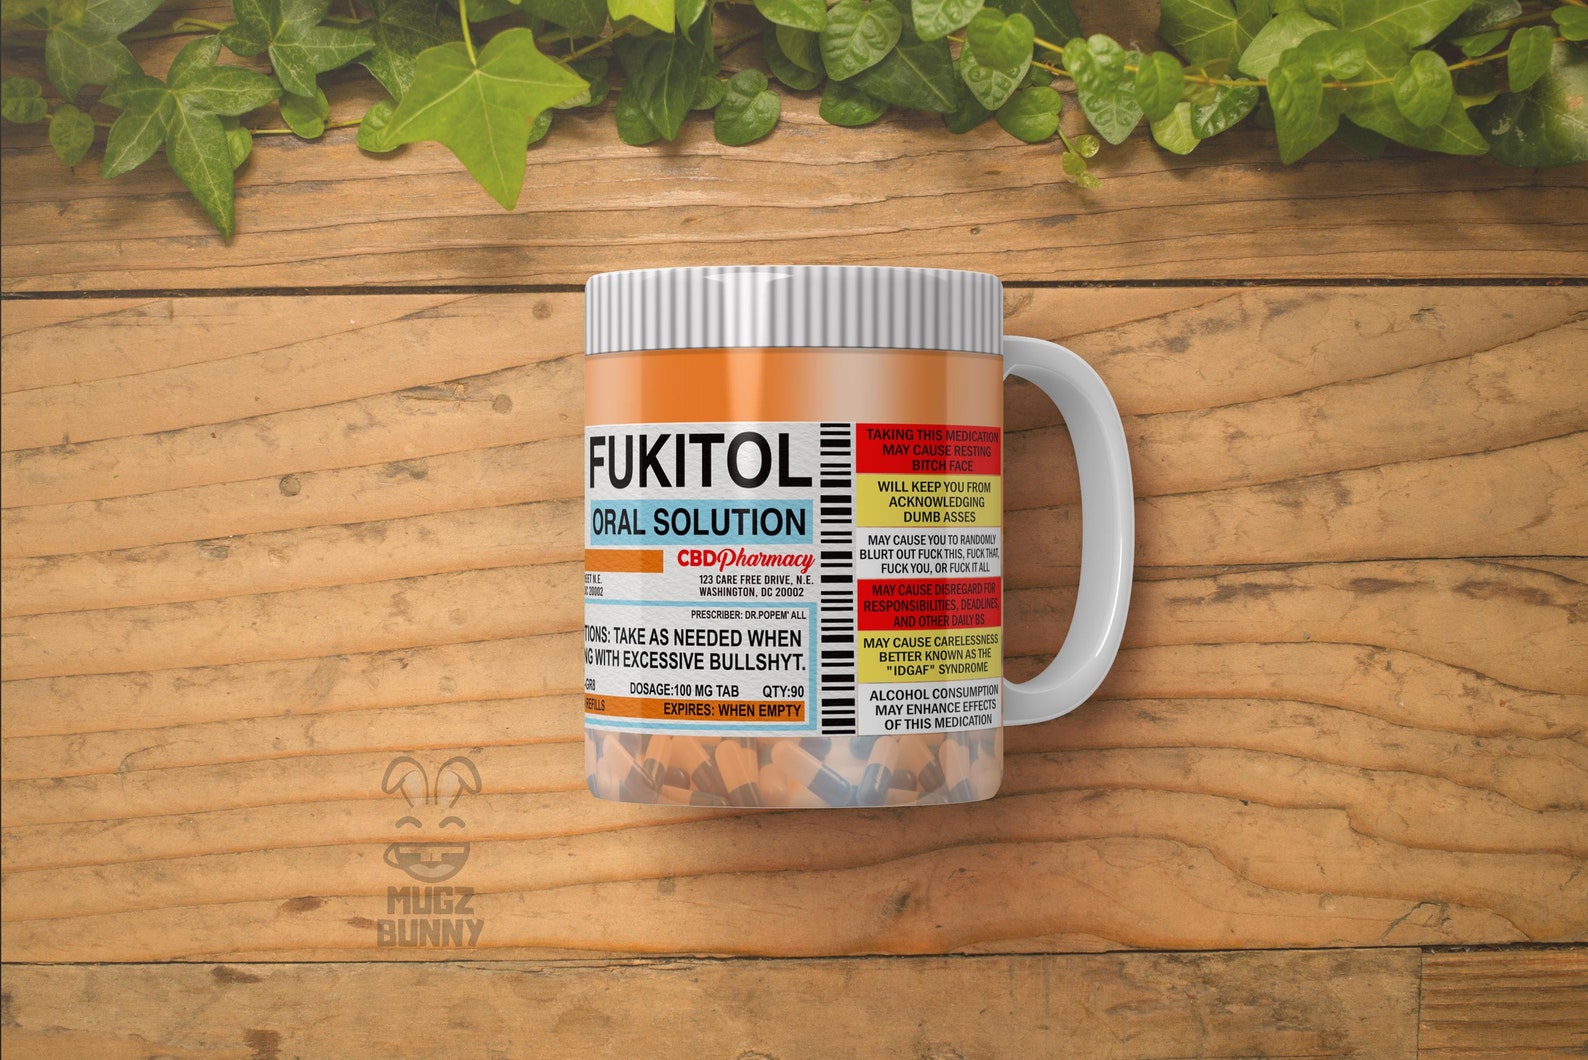 FUKITOL
ORAL SOLUTION
CBDPharmacy
EET N.E.
C 20002
123 CARE FREE DRIVE, N.E.
WASHINGTON, DC 20002
PRESCRIBER: DR.POPEM' ALL
TIONS: TAKE AS NEEDED WHEN
NG WITH EXCESSIVE BULLSHYT.
-GR8 DOSAGE:100 MG TAB QTY:90
REFILLS EXPIRES: WHEN EMPTY
TAKING THIS MEDICATION
MAY CAUSE RESTING
BITCH FACE
WILL KEEP YOU FROM
ACKNOWLEDGING
DUMB ASSES
MAY CAUSE YOU TO RANDOMLY
BLURT OUT FUCK THIS, FUCK THAT,
FUCK YOU, OR FUCK IT ALL
MAY CAUSE DISREGARD FOR
RESPONSIBILITIES, DEADLINES,
AND OTHER DAILY BS
MAY CAUSE CARELESSNESS
BETTER KNOWN AS THE
"IDGAF" SYNDROME
ALCOHOL CONSUMPTION
MAY ENHANCE EFFECTS
OF THIS MEDICATION
MUGZ
BUNNY